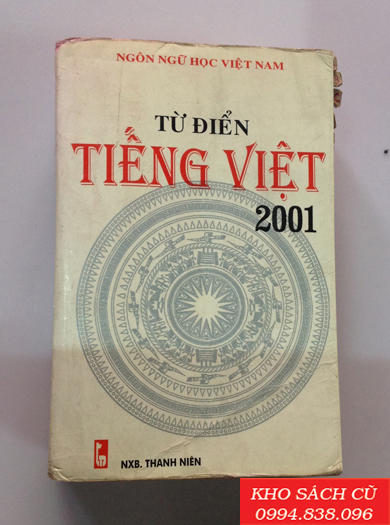 NGÔN NGỮ HỌC VIỆT NAM
TỪ ĐIỂN
TIẾNG VIỆT
2001
NXB. THANH NIÊN
KHO SÁCH CŨ
0994.838.096